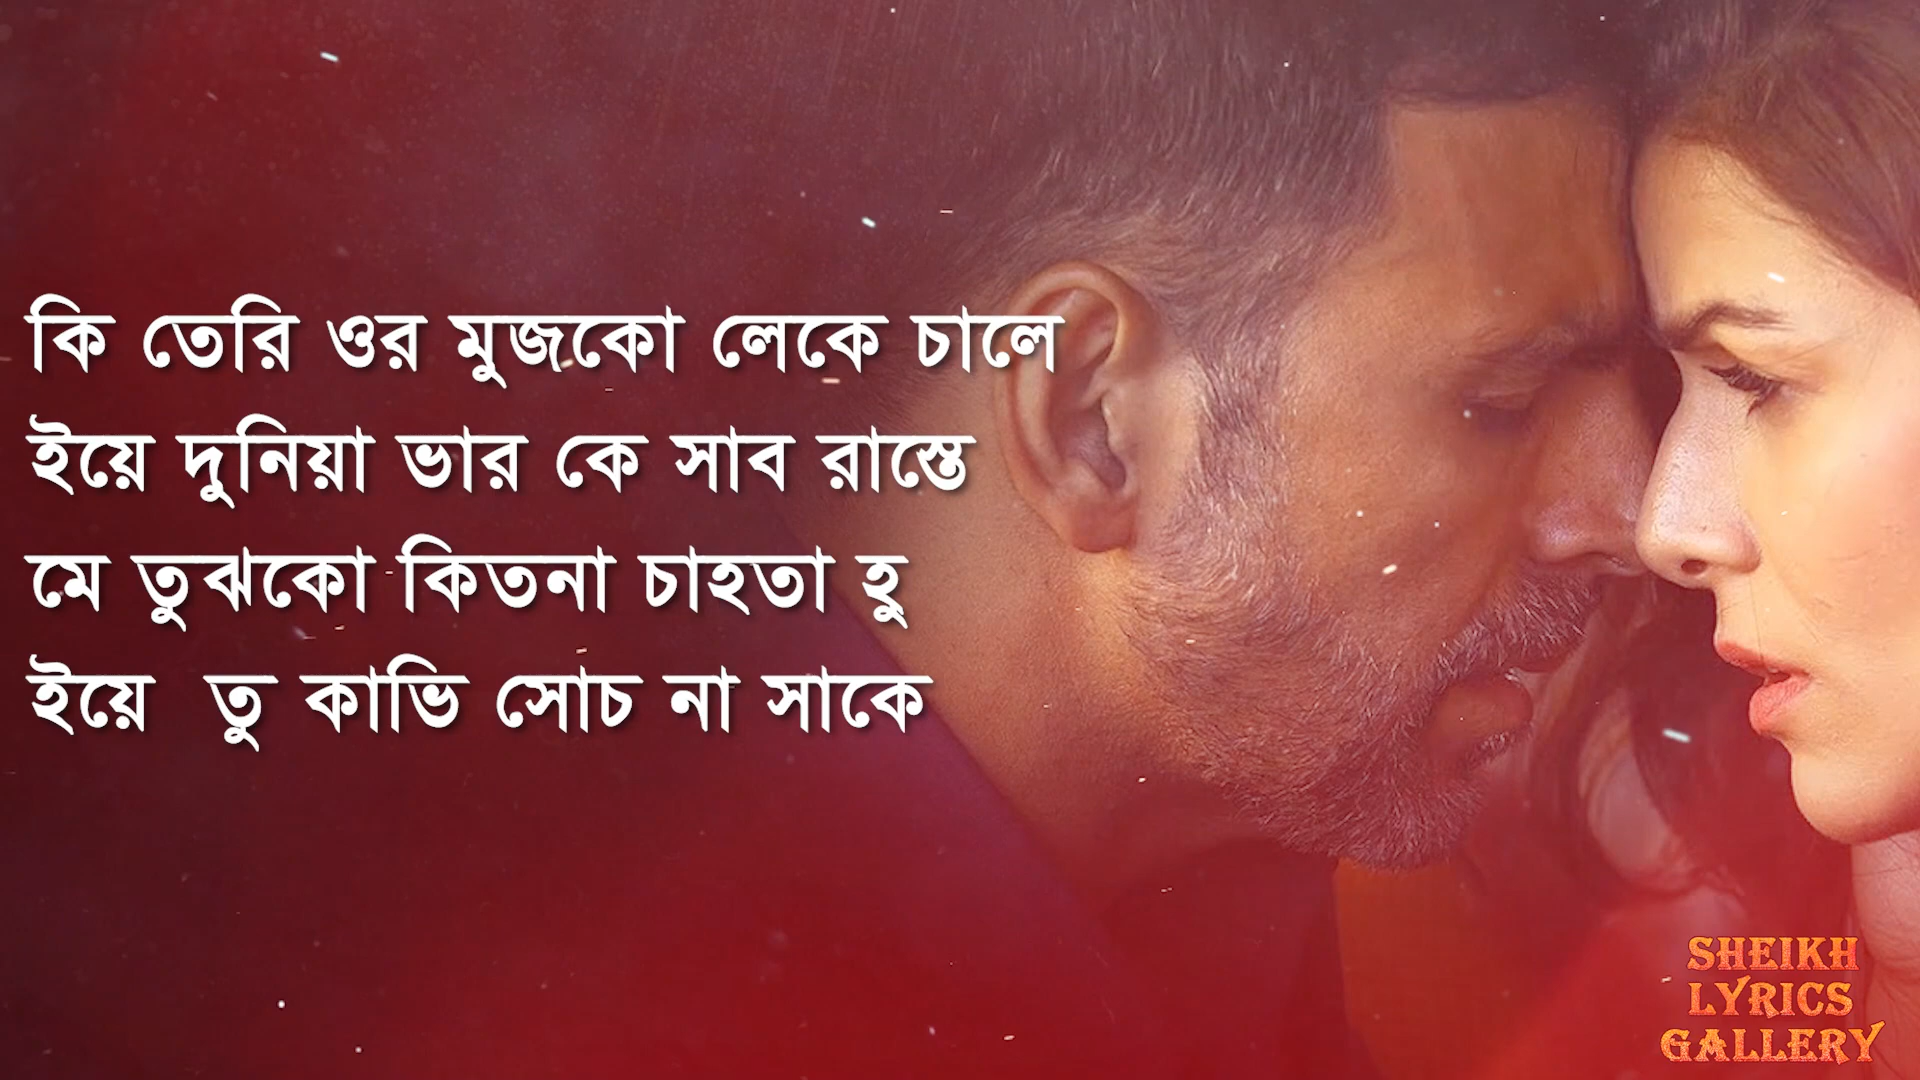 কি তেরি ওর মুজকো লেকে চালে
ইয়ে দুনিয়া ভার কে সাব রাস্তে
মে তুঝকো কিতনা চাহতা হু
ইয়ে তু কাভি সোচ না সাকে
SHEIKH
LYRICS
GALLERY